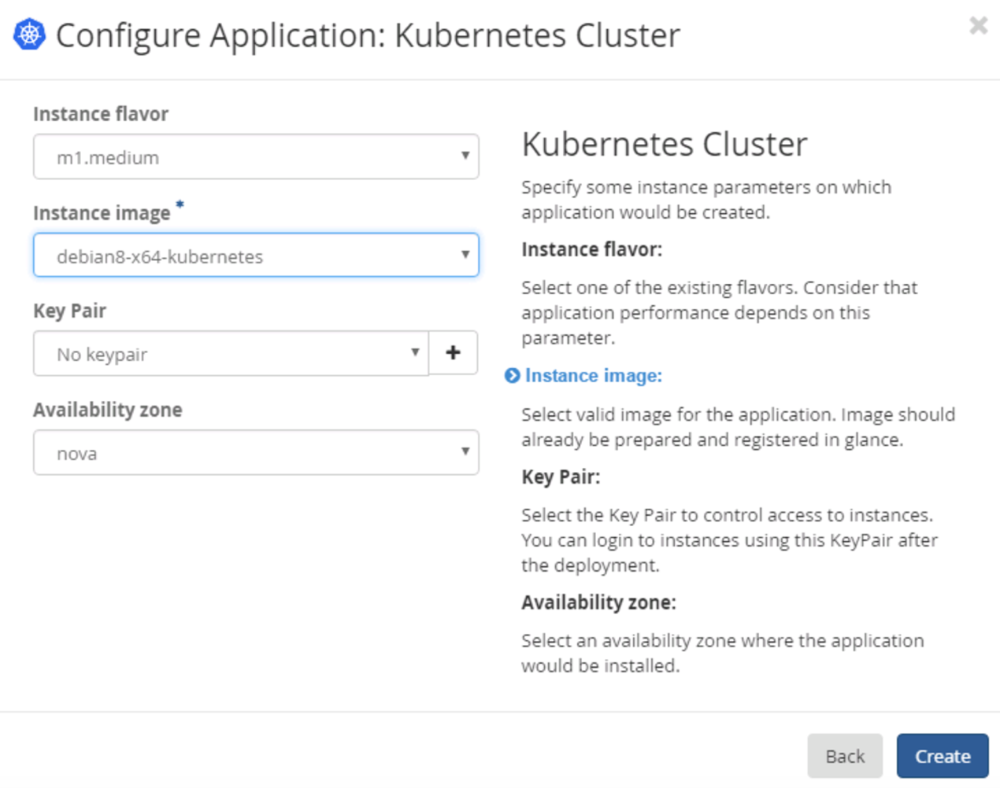 Configure Application: Kubernetes Cluster
Instance flavor
m1.medium
Instance image *
debian8-x64-kubernetes
Key Pair
No keypair
Availability zone
nova
Kubernetes Cluster
Specify some instance parameters on which
application would be created.
Instance flavor:
Select one of the existing flavors. Consider that
application performance depends on this
parameter.
Instance image:
Select valid image for the application. Image should
already be prepared and registered in glance.
Key Pair:
Select the Key Pair to control access to instances.
You can login to instances using this KeyPair after
the deployment.
Availability zone:
Select an availability zone where the application
would be installed.
Back
Create